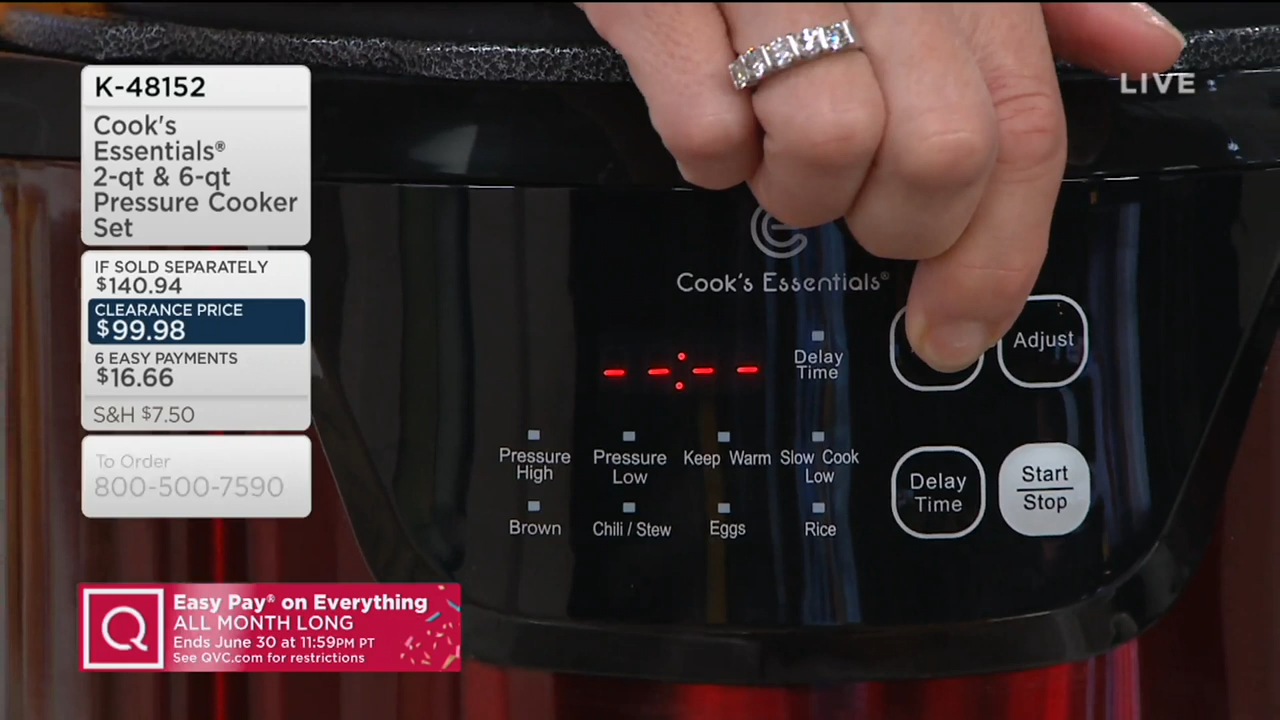 K-48152
Cook's
Essentials®
2-qt & 6-qt
Pressure Cooker
Set
IF SOLD SEPARATELY
$140.94
CLEARANCE PRICE
$99.98
6 EASY PAYMENTS
$16.66
S&H $7.50
To Order
800-500-7590
Q
Easy Pay® on Everything
ALL MONTH LONG
Ends June 30 at 11:59PM PT
See QVC.com for restrictions
LIVE
Cook's Essentials®
--:--
Delay
Time
Pressure
High
Pressure
Low
Keep Warm
Slow Cook
Low
Brown
Chili / Stew
Eggs
Rice
Adjust
Delay
Time
Start
Stop